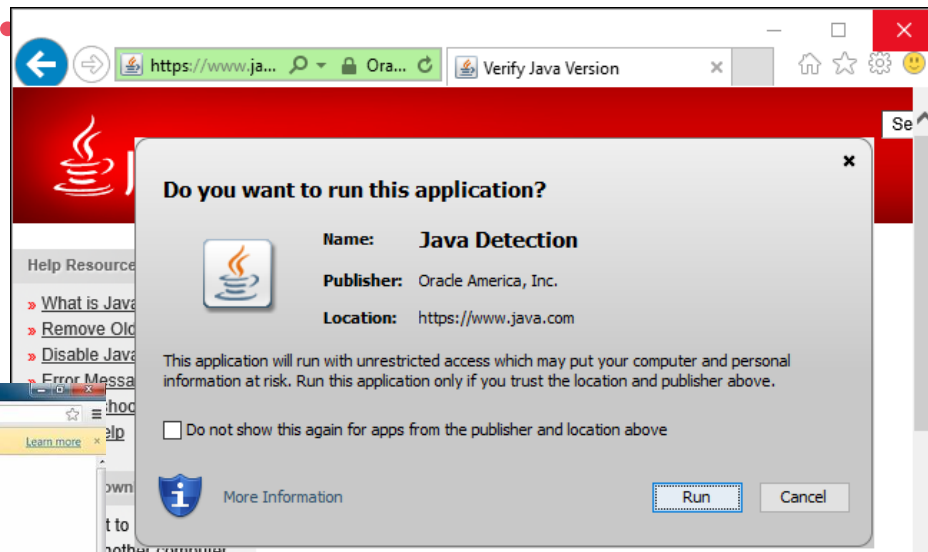 https://www.ja... Ora... Verify Java Version
Se
Do you want to run this application?
Name: Java Detection
Publisher: Oracle America, Inc.
Location: https://www.java.com
This application will run with unrestricted access which may put your computer and personal
information at risk. Run this application only if you trust the location and publisher above.
Do not show this again for apps from the publisher and location above
More Information Run Cancel
Help Resource
» What is Java
» Remove Old
» Disable Java
» Error Messa
Learn more
t to